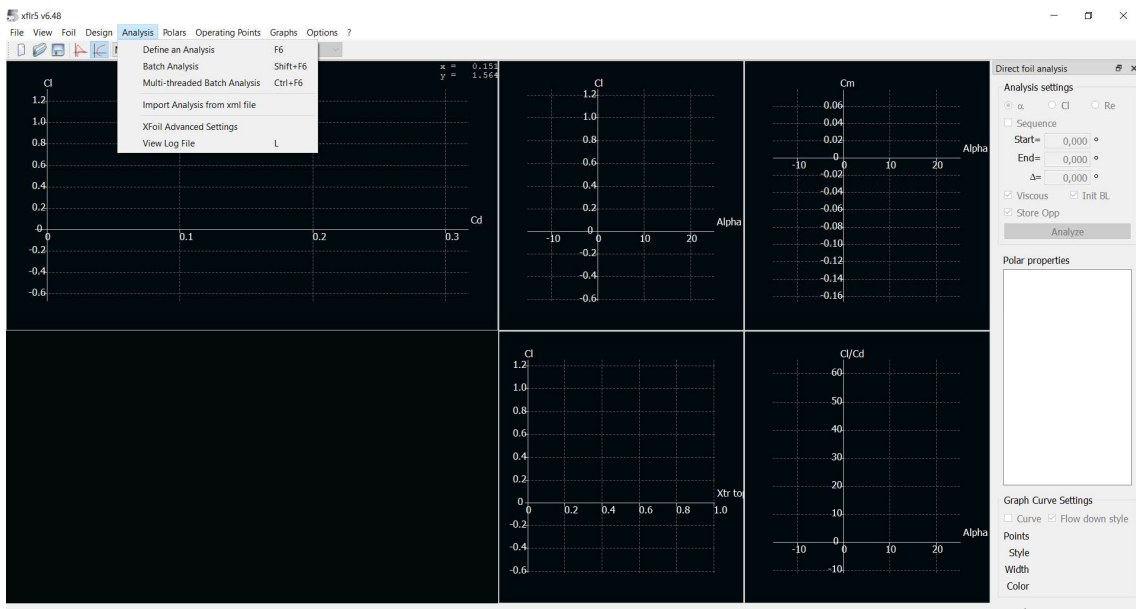 xflr5 v6.48
File View Foil Design Analysis Polars Operating Points Graphs Options ?
Define an Analysis F6
Batch Analysis Shift+F6
Multi-threaded Batch Analysis Ctrl+F6
Import Analysis from xml file
XFoil Advanced Settings
View Log File L
x = 0.151
y = 1.564
Cl
1.2
1.0
0.8
0.6
0.4
0.2
0
-0.2
-0.4
-0.6
0.1 0.2 0.3
Cd
Cl
1.2
1.0
0.8
0.6
0.4
0.2
0
-0.2
-0.4
-0.6
-10 0 10 20
Alpha
Cm
0.06
0.04
0.02
0
-0.02
-0.04
-0.06
-0.08
-0.10
-0.12
-0.14
-0.16
-10 0 10 20
Alpha
Cl
1.2
1.0
0.8
0.6
0.4
0.2
0
-0.2
-0.4
-0.6
0 0.2 0.4 0.6 0.8 1.0
Xtr top
Cl/Cd
60
50
40
30
20
10
0
-10
-10 0 10 20
Alpha
Direct foil analysis
Analysis settings
α Cl Re
Sequence
Start= 0,000 °
End= 0,000 °
Δ= 0,000 °
Viscous Init BL
Store Opp
Analyze
Polar properties
Graph Curve Settings
Curve Flow down style
Points
Style
Width
Color